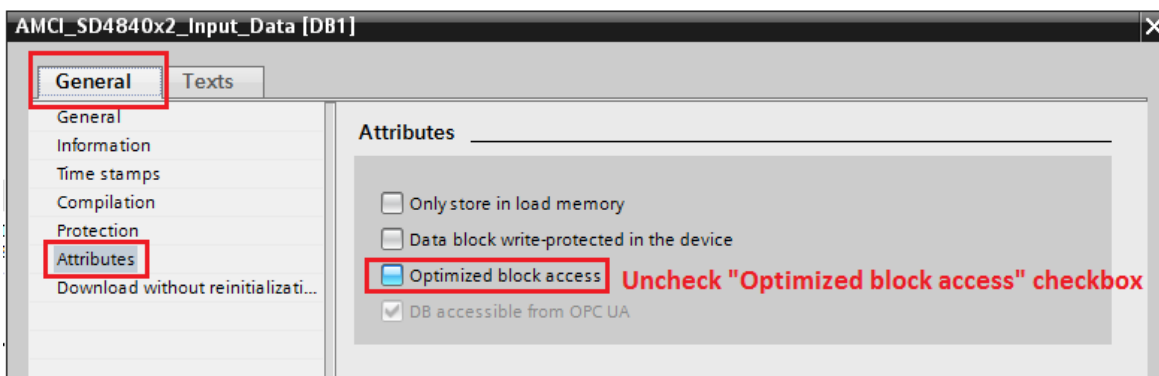 AMCI_SD4840x2_Input_Data [DB1]
General
Texts
General
Information
Time stamps
Compilation
Protection
Attributes
Download without reinitializati...
Attributes
Only store in load memory
Data block write-protected in the device
Optimized block access
Uncheck "Optimized block access" checkbox
DB accessible from OPC UA